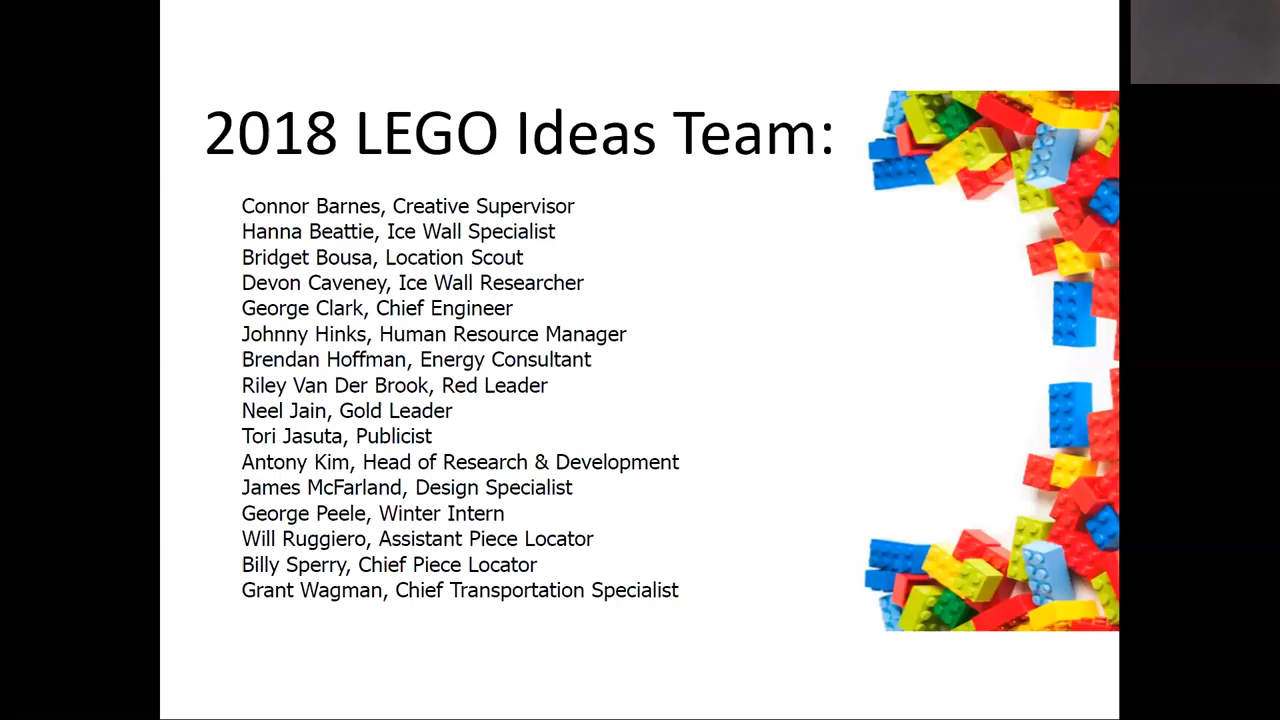 2018 LEGO Ideas Team:
Connor Barnes, Creative Supervisor
Hanna Beattie, Ice Wall Specialist
Bridget Bousa, Location Scout
Devon Caveney, Ice Wall Researcher
George Clark, Chief Engineer
Johnny Hinks, Human Resource Manager
Brendan Hoffman, Energy Consultant
Riley Van Der Brook, Red Leader
Neel Jain, Gold Leader
Tori Jasuta, Publicist
Antony Kim, Head of Research & Development
James McFarland, Design Specialist
George Peele, Winter Intern
Will Ruggiero, Assistant Piece Locator
Billy Sperry, Chief Piece Locator
Grant Wagman, Chief Transportation Specialist